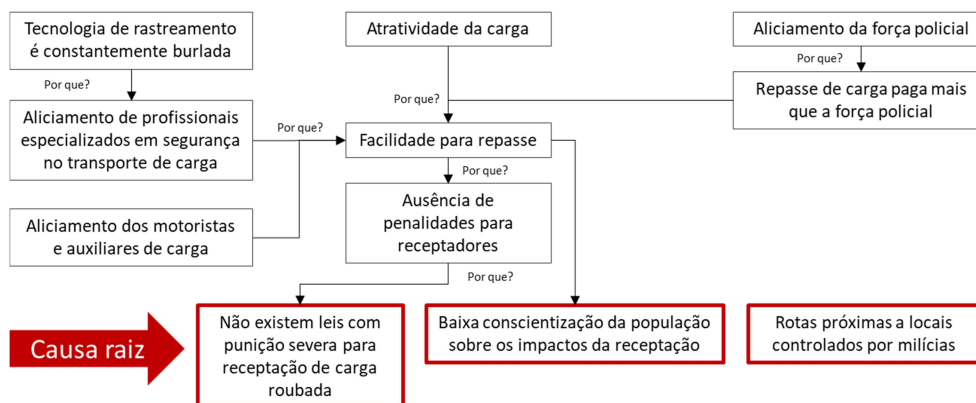 Tecnologia de rastreamento
é constantemente burlada
Atratividade da carga
Aliciamento da força policial
Por que?
Por que?
Por que?
Aliciamento de profissionais
especializados em segurança
no transporte de carga
Por que?
Facilidade para repasse
Repasse de carga paga mais
que a força policial
Por que?
Aliciamento dos motoristas
e auxiliares de carga
Ausência de
penalidades para
receptadores
Por que?
Causa raiz
Não existem leis com
punição severa para
receptação de carga
roubada
Baixa conscientização da população
sobre os impactos da receptação
Rotas próximas a locais
controlados por milícias